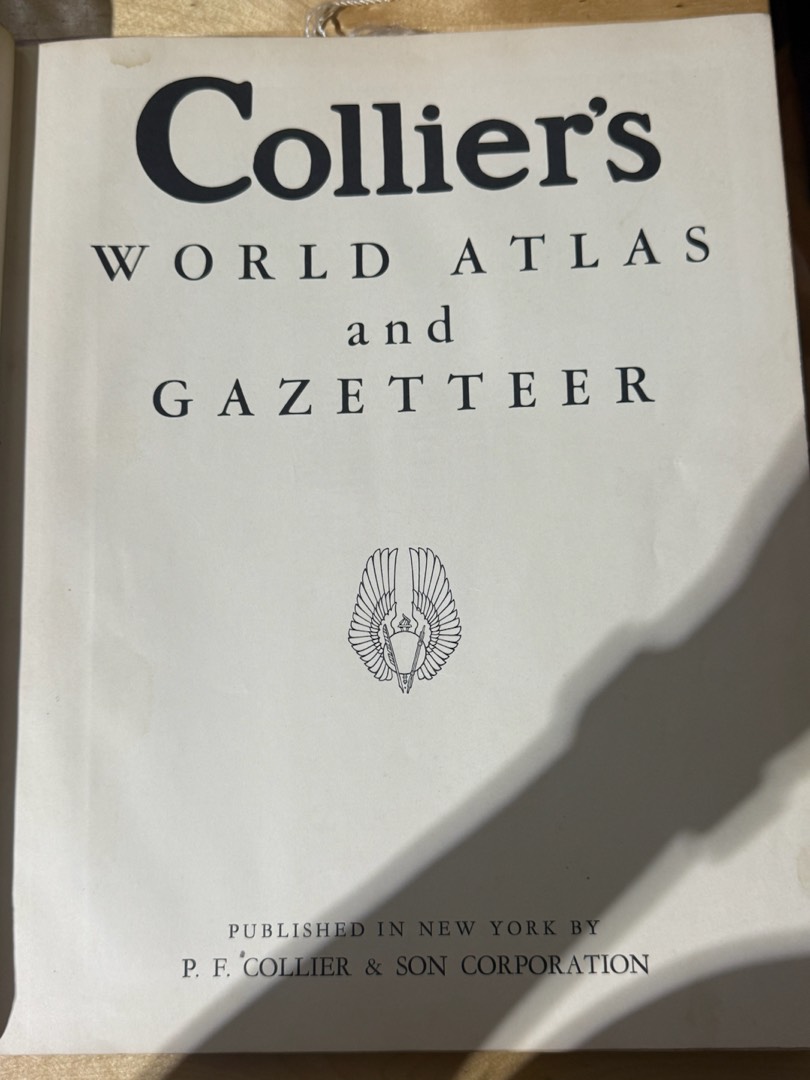 Collier's
WORLD ATLAS
and
GAZETTEER
PUBLISHED IN NEW YORK BY
P. F. COLLIER & SON CORPORATION